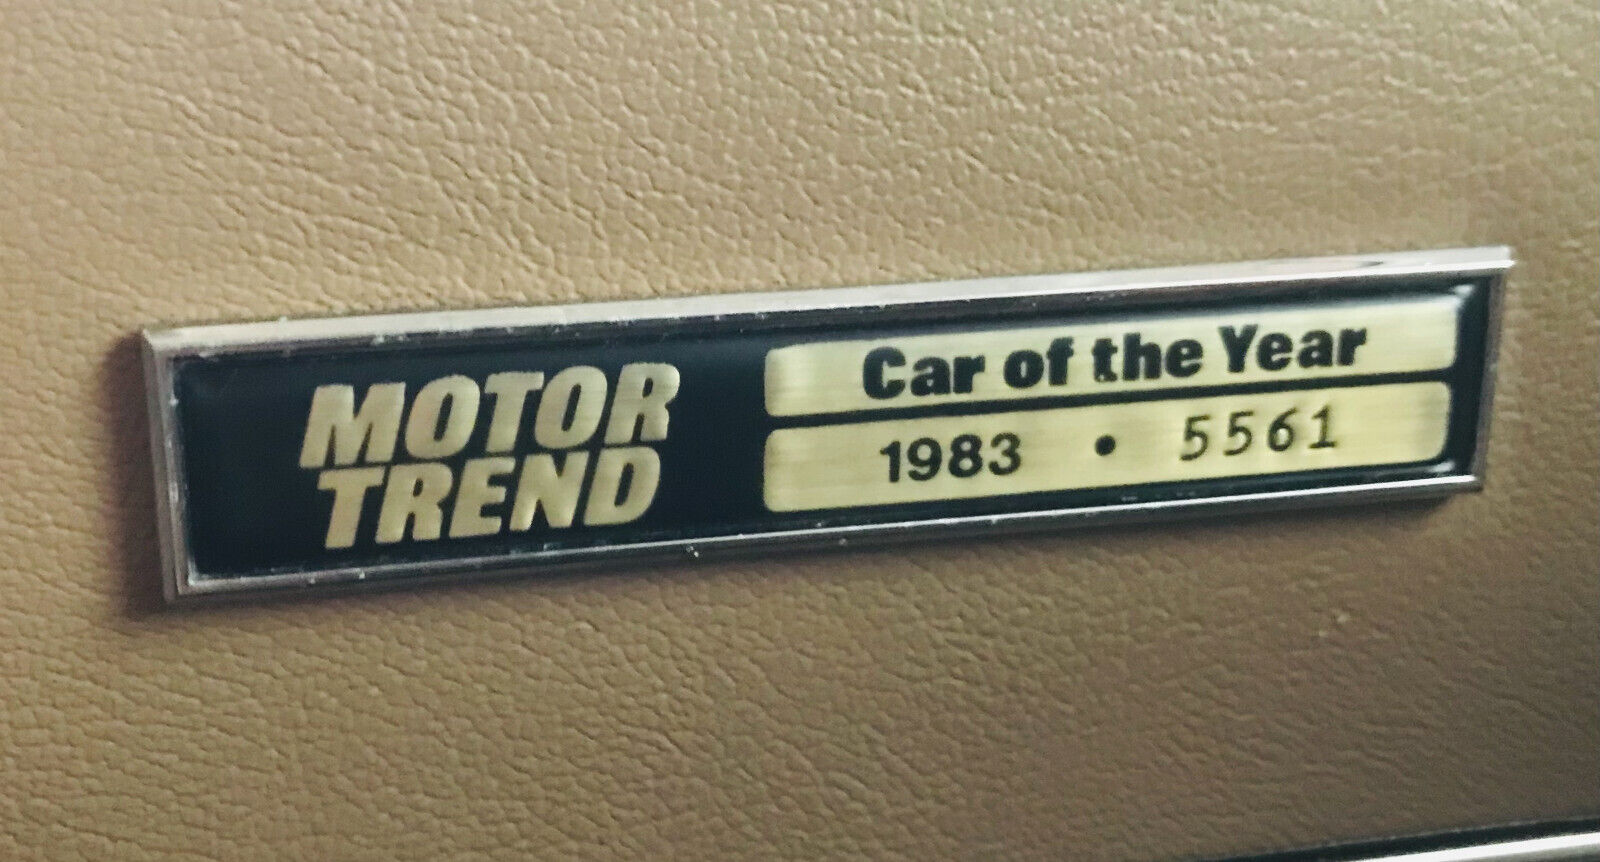 MOTOR
TREND
Car of the Year
1983 • 5561